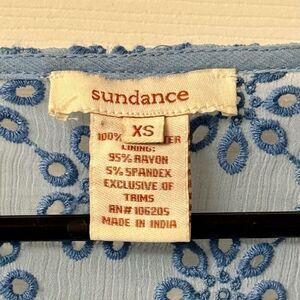 sundance
XS
100%
LINING:
95% RAYON
5% SPANDEX
EXCLUSIVE OF
TRIMS
RN# 106205
MADE IN INDIA